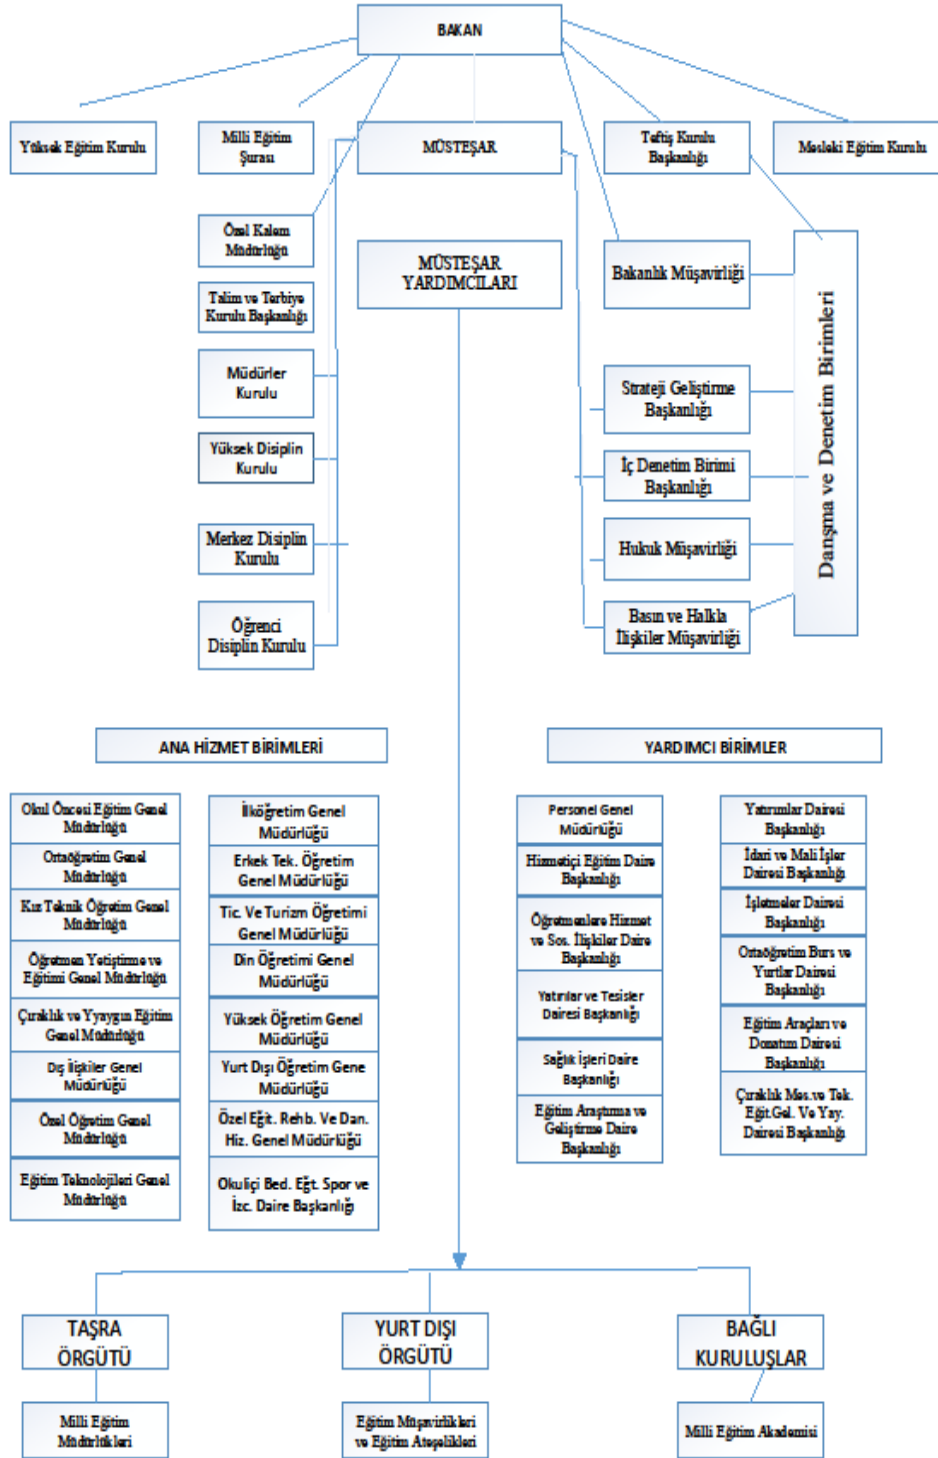 BAKAN
Yüksek Eğitim Kurulu
Milli Eğitim
Şurası
MÜSTEŞAR
Teftiş Kurulu
Başkanlığı
Mesleki Eğitim Kurulu
Özel Kalem
Müdürlüğü
MÜSTEŞAR
YARDIMCILARI
Bakanlık Müşavirliği
Talim ve Terbiye
Kurulu Başkanlığı
Müdürler
Kurulu
Strateji Geliştirme
Başkanlığı
Yüksek Disiplin
Kurulu
İç Denetim Birimi
Başkanlığı
Merkez Disiplin
Kurulu
Hukuk Müşavirliği
Öğrenci
Disiplin Kurulu
Basın ve Halkla
İlişkiler Müşavirliği
Danışma ve Denetim Birimleri
ANA HİZMET BİRİMLERİ
Okul Öncesi Eğitim Genel
Müdürlüğü
Ortaöğretim Genel
Müdürlüğü
Kız Teknik Öğretim Genel
Müdürlüğü
Öğretmen Yetiştirme ve
Eğitimi Genel Müdürlüğü
Çıraklık ve Yyaygın Eğitim
Genel Müdürlüğü
Dış İlişkiler Genel
Müdürlüğü
Özel Öğretim Genel
Müdürlüğü
Eğitim Teknolojileri Genel
Müdürlüğü
İlköğretim Genel
Müdürlüğü
Erkek Tek. Öğretim
Genel Müdürlüğü
Tic. Ve Turizm Öğretimi
Genel Müdürlüğü
Din Öğretimi Genel
Müdürlüğü
Yüksek Öğretim Genel
Müdürlüğü
Yurt Dışı Öğretim Gene
Müdürlüğü
Özel Eğit. Rehb. Ve Dan.
Hiz. Genel Müdürlüğü
Okuliçi Bed. Eğt. Spor ve
İzc. Daire Başkanlığı
YARDIMCI BİRİMLER
Personel Genel
Müdürlüğü
Hizmetiçi Eğitim Daire
Başkanlığı
Öğretmenlere Hizmet
ve Sos. İlişkiler Daire
Başkanlığı
Yatırılar ve Tesisler
Dairesi Başkanlığı
Sağlık İşleri Daire
Başkanlığı
Eğitim Araştırma ve
Geliştirme Daire
Başkanlığı
Yatırımlar Dairesi
Başkanlığı
İdari ve Mali İşler
Dairesi Başkanlığı
İşletmeler Dairesi
Başkanlığı
Ortaöğretim Burs ve
Yurtlar Dairesi
Başkanlığı
Eğitim Araçları ve
Donatım Dairesi
Başkanlığı
Çıraklık Mes.ve Tek.
Eğit.Gel. Ve Yay.
Dairesi Başkanlığı
TAŞRA
ÖRGÜTÜ
YURT DIŞI
ÖRGÜTÜ
BAĞLI
KURULUŞLAR
Milli Eğitim
Müdürlükleri
Eğitim Müşavirlikleri
ve Eğitim Ateşelikleri
Milli Eğitim Akademisi